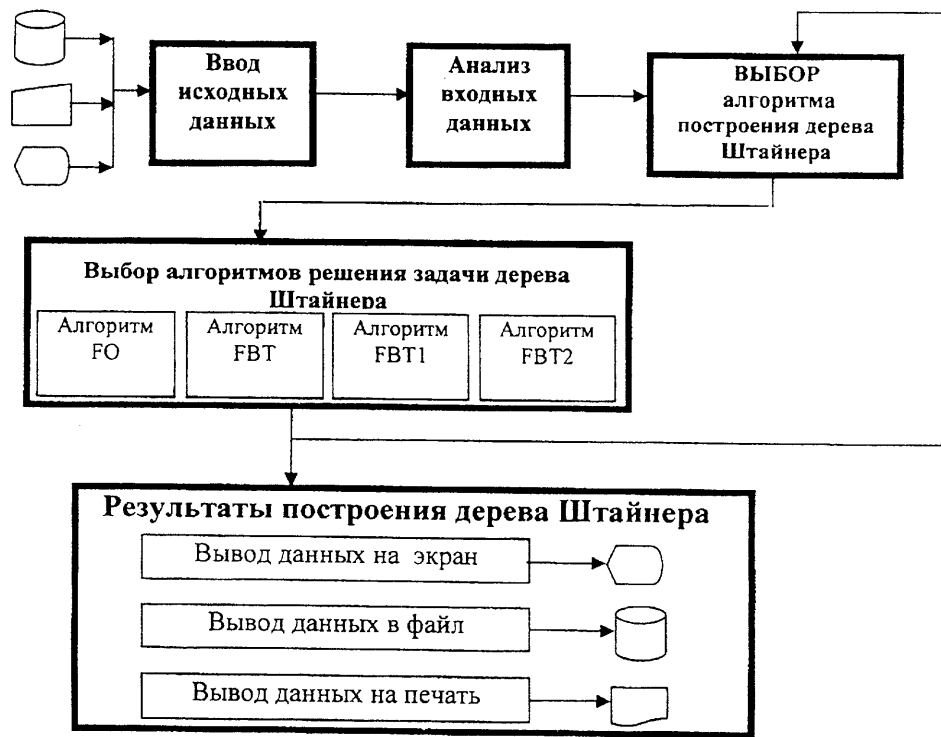 Ввод
исходных
данных
Анализ
входных
данных
ВЫБОР
алгоритма
построения дерева
Штайнера
Выбор алгоритмов решения задачи дерева
Штайнера
Алгоритм
FO
Алгоритм
FBT
Алгоритм
FBT1
Алгоритм
FBT2
Результаты построения дерева Штайнера
Вывод данных на экран
Вывод данных в файл
Вывод данных на печать